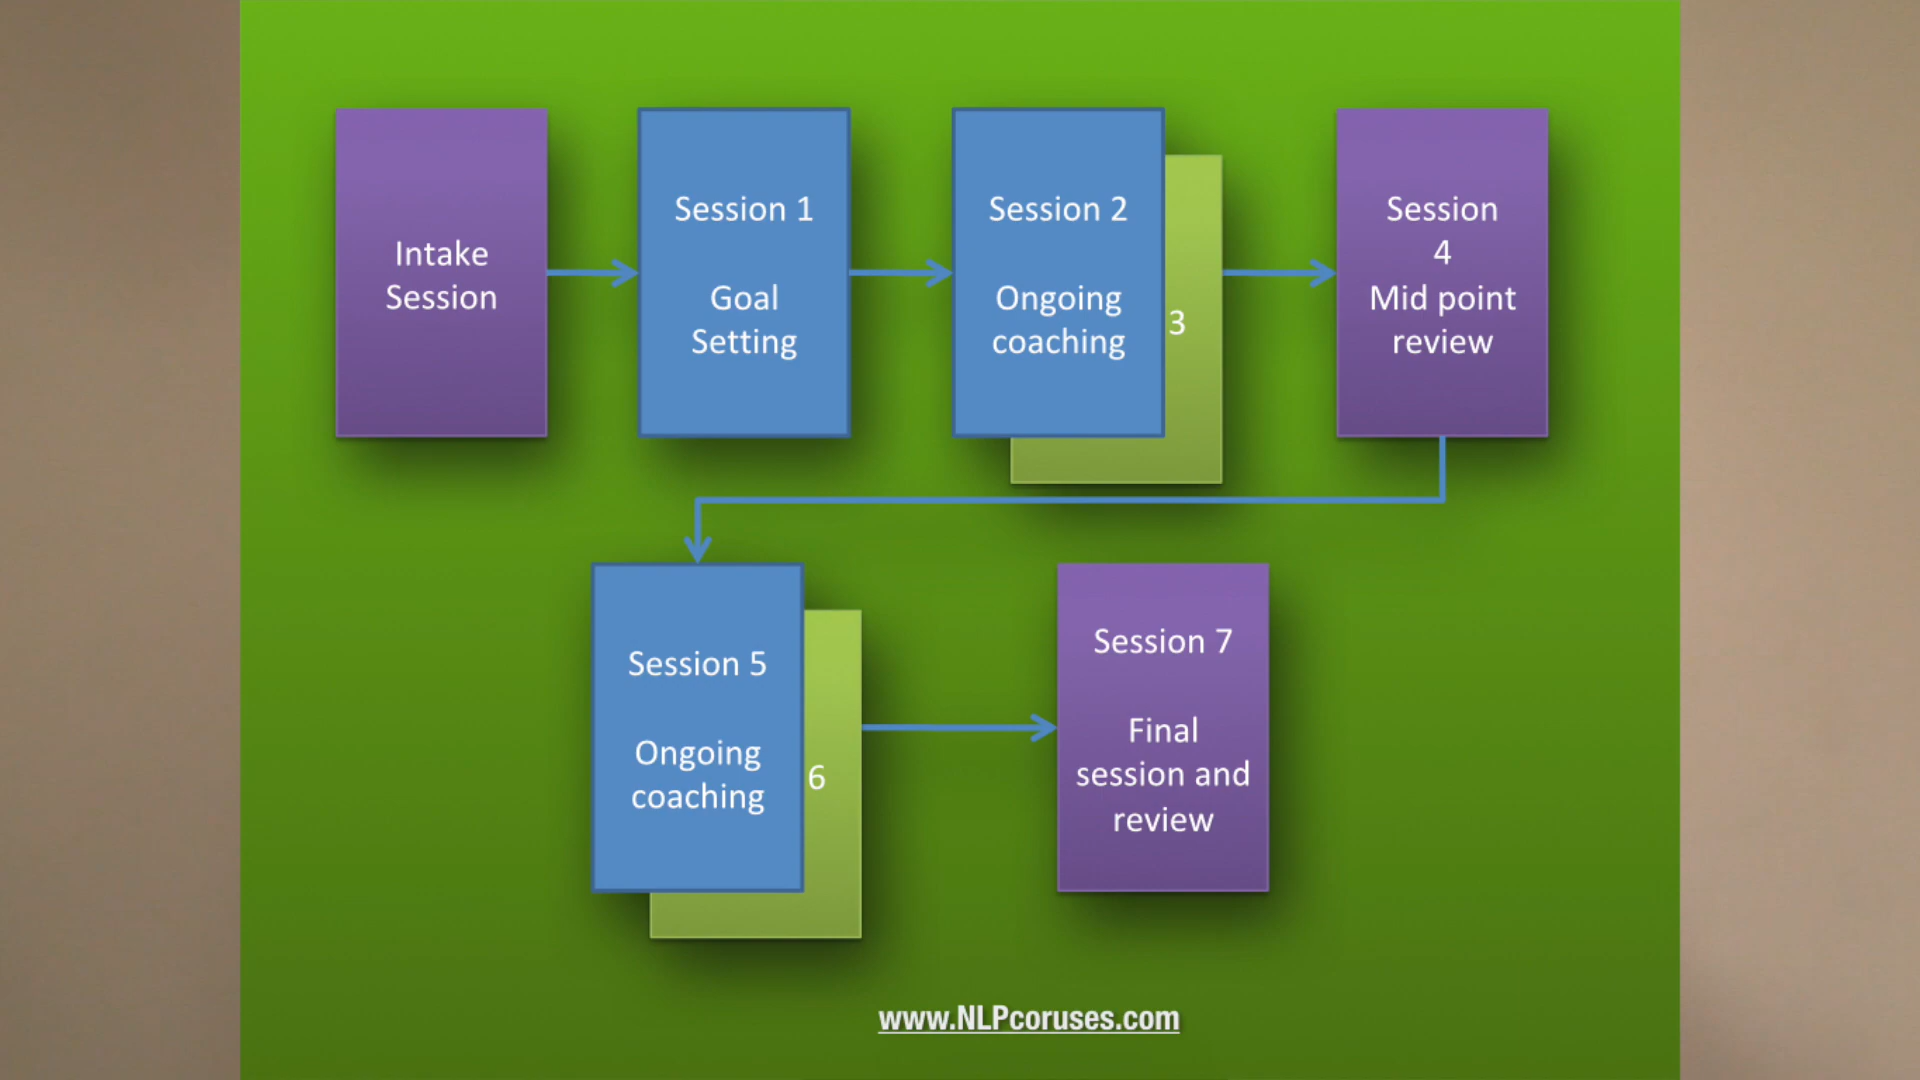 Intake
Session
Session 1
Goal
Setting
Session 2
Ongoing
coaching
3
Session
4
Mid point
review
Session 5
Ongoing
coaching
6
Session 7
Final
session and
review
www.NLPcoruses.com